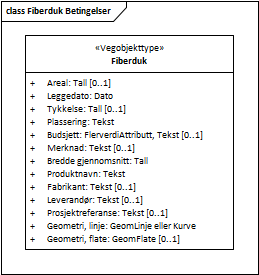 class Fiberduk Betingelser
«Vegobjekttype»
Fiberduk
+ Areal: Tall [0..1]
+ Leggedato: Dato
+ Tykkelse: Tall [0..1]
+ Plassering: Tekst
+ Budsjett: FlerverdiAttributt, Tekst [0..1]
+ Merknad: Tekst [0..1]
+ Bredde gjennomsnitt: Tall
+ Produktnavn: Tekst
+ Fabrikant: Tekst [0..1]
+ Leverandør: Tekst [0..1]
+ Prosjektreferanse: Tekst [0..1]
+ Geometri, linje: GeomLinje eller Kurve
+ Geometri, flate: GeomFlate [0..1]